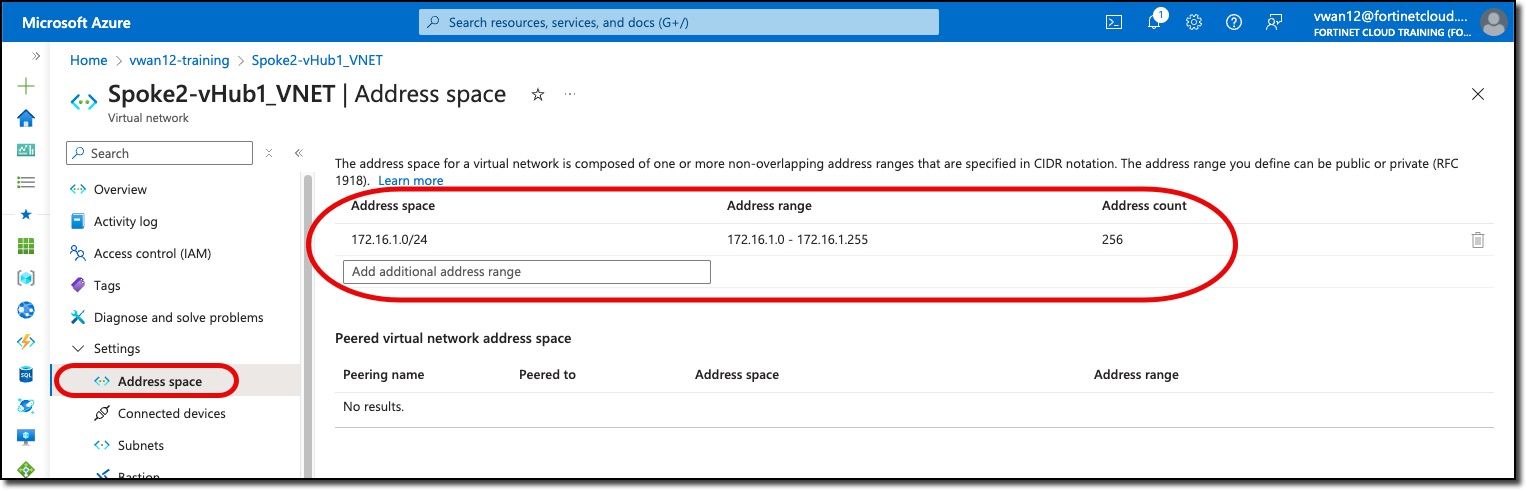 Microsoft Azure
Search resources, services, and docs (G+/)
1
vwan12@fortinetcloud....
FORTINET CLOUD TRAINING (FO...
Home > vwan12-training > Spoke2-vHub1_VNET
Spoke2-vHub1_VNET | Address space
Virtual network
Search
Overview
Activity log
Access control (IAM)
Tags
Diagnose and solve problems
Settings
Address space
Connected devices
Subnets
Bastion
The address space for a virtual network is composed of one or more non-overlapping address ranges that are specified in CIDR notation. The address range you define can be public or private (RFC
1918). Learn more
Address space Address range Address count
172.16.1.0/24 172.16.1.0 - 172.16.1.255 256
Add additional address range
Peered virtual network address space
Peering name Peered to Address space Address range
No results.
SQL